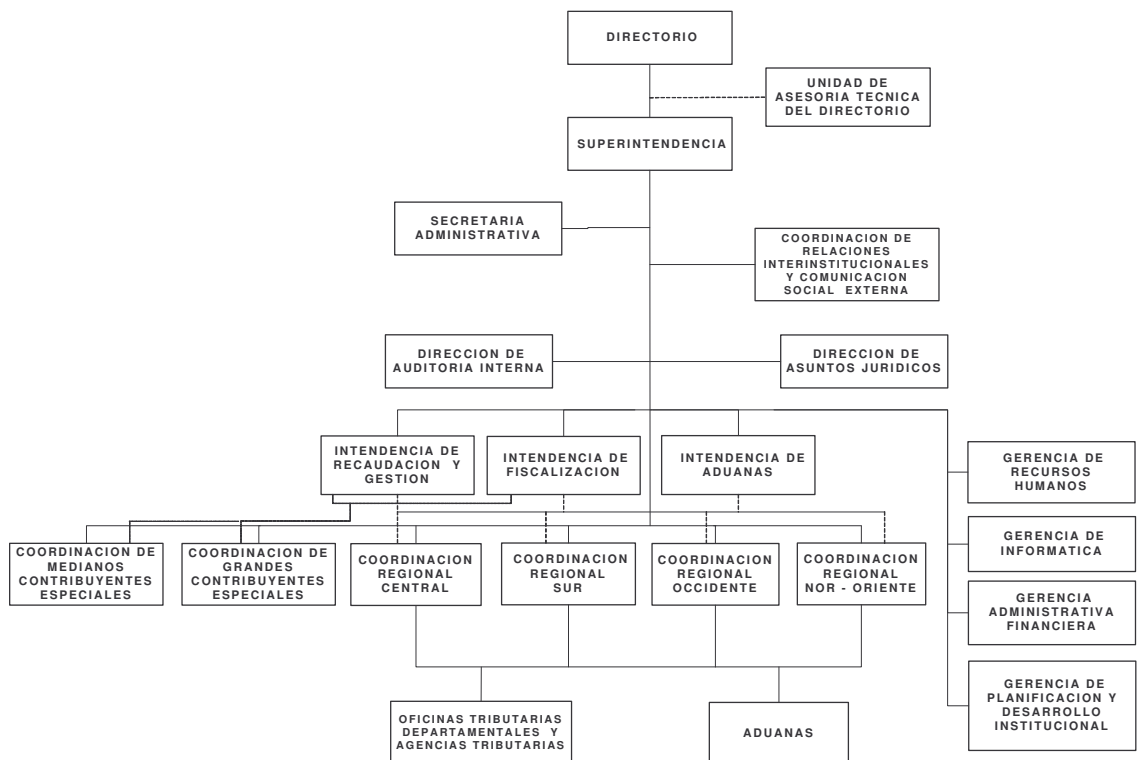 DIRECTORIO
UNIDAD DE
ASESORIA TECNICA
DEL DIRECTORIO
SUPERINTENDENCIA
SECRETARIA
ADMINISTRATIVA
COORDINACION DE
RELACIONES
INTERINSTITUCIONALES
Y COMUNICACION
SOCIAL EXTERNA
DIRECCION DE
AUDITORIA INTERNA
DIRECCION DE
ASUNTOS JURIDICOS
INTENDENCIA DE
RECAUDACION Y
GESTION
INTENDENCIA DE
FISCALIZACION
INTENDENCIA DE
ADUANAS
GERENCIA DE
RECURSOS
HUMANOS
GERENCIA DE
INFORMATICA
GERENCIA
ADMINISTRATIVA
FINANCIERA
GERENCIA DE
PLANIFICACION Y
DESARROLLO
INSTITUCIONAL
COORDINACION DE
MEDIANOS
CONTRIBUYENTES
ESPECIALES
COORDINACION DE
GRANDES
CONTRIBUYENTES
ESPECIALES
COORDINACION
REGIONAL
CENTRAL
COORDINACION
REGIONAL
SUR
COORDINACION
REGIONAL
OCCIDENTE
COORDINACION
REGIONAL
NOR - ORIENTE
OFICINAS TRIBUTARIAS
DEPARTAMENTALES Y
AGENCIAS TRIBUTARIAS
ADUANAS